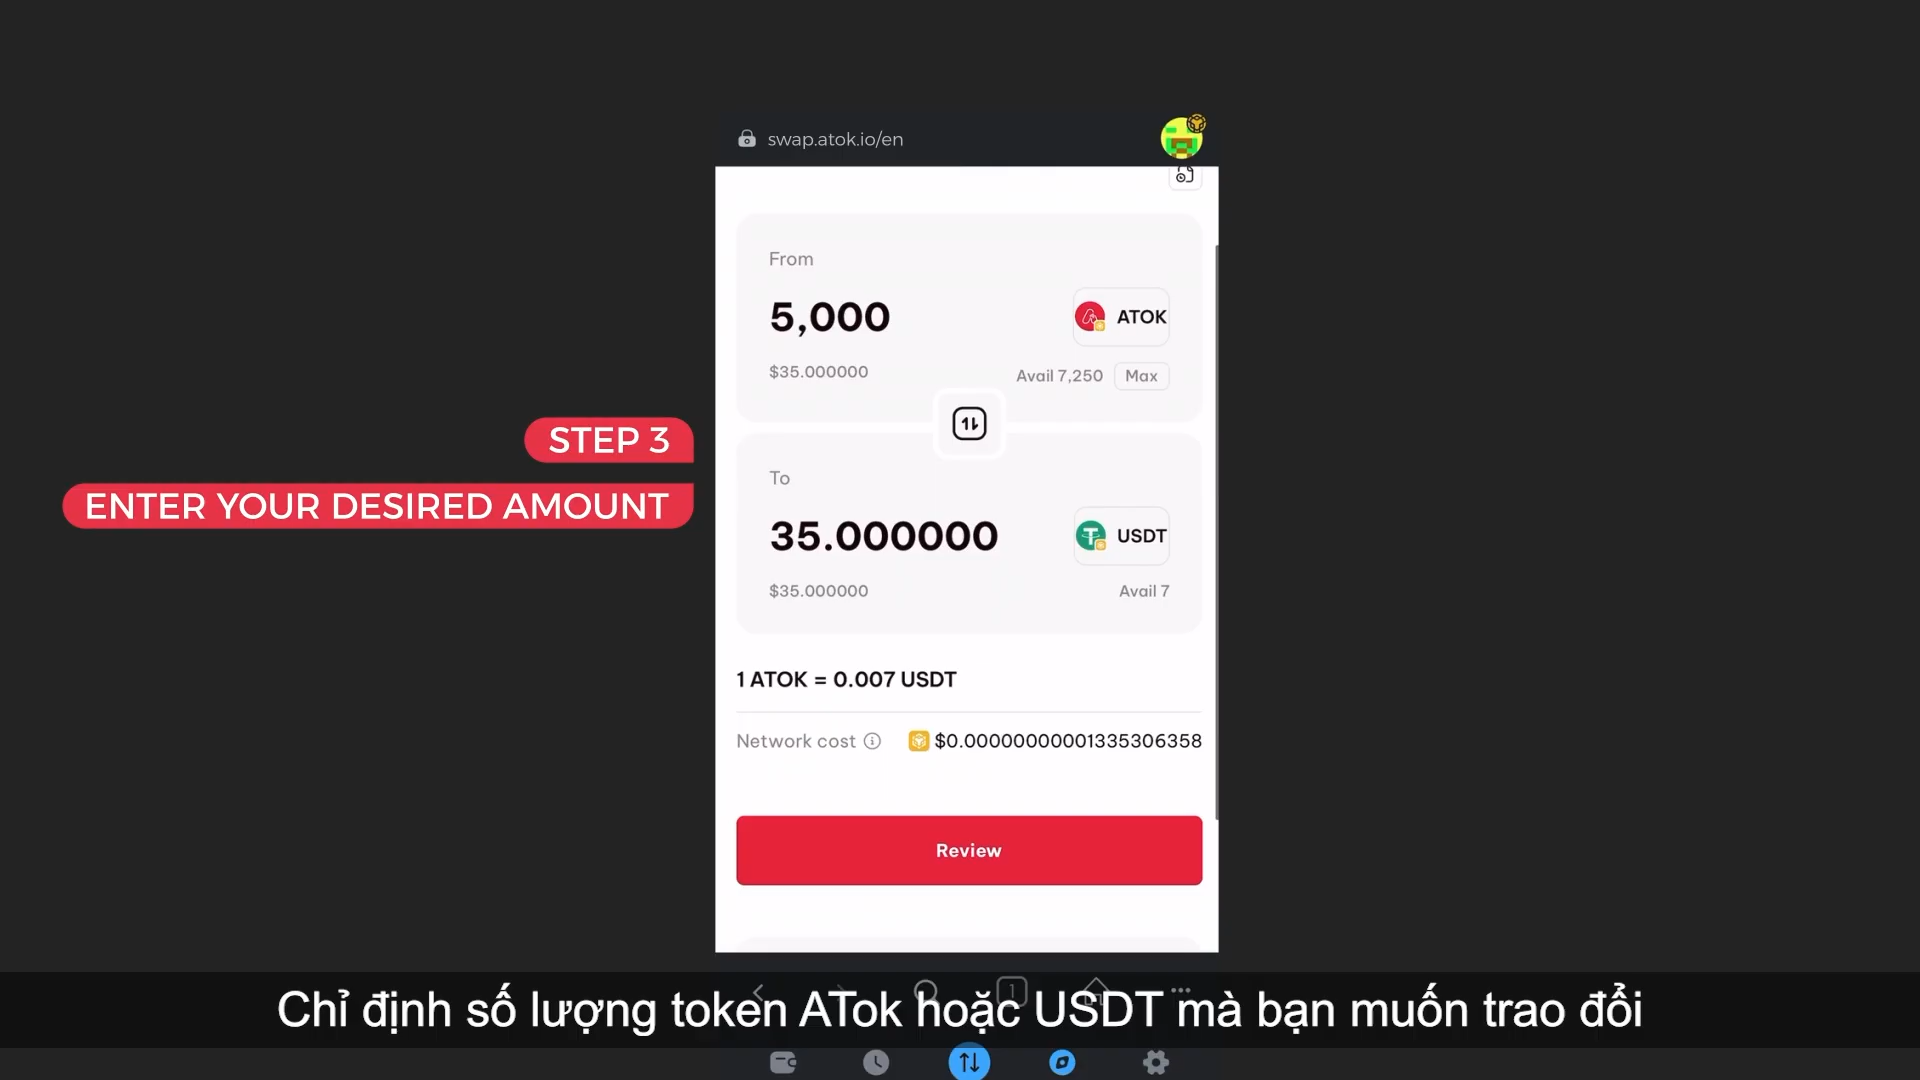 swap.atok.io/en
From
5,000
ATOK
$35.000000
Avail 7,250
Max
STEP 3
ENTER YOUR DESIRED AMOUNT
To
35.000000
USDT
$35.000000
Avail 7
1 ATOK = 0.007 USDT
Network cost
$0.00000000001335306358
Review
1
Chỉ định số lượng token ATok hoặc USDT mà bạn muốn trao đổi